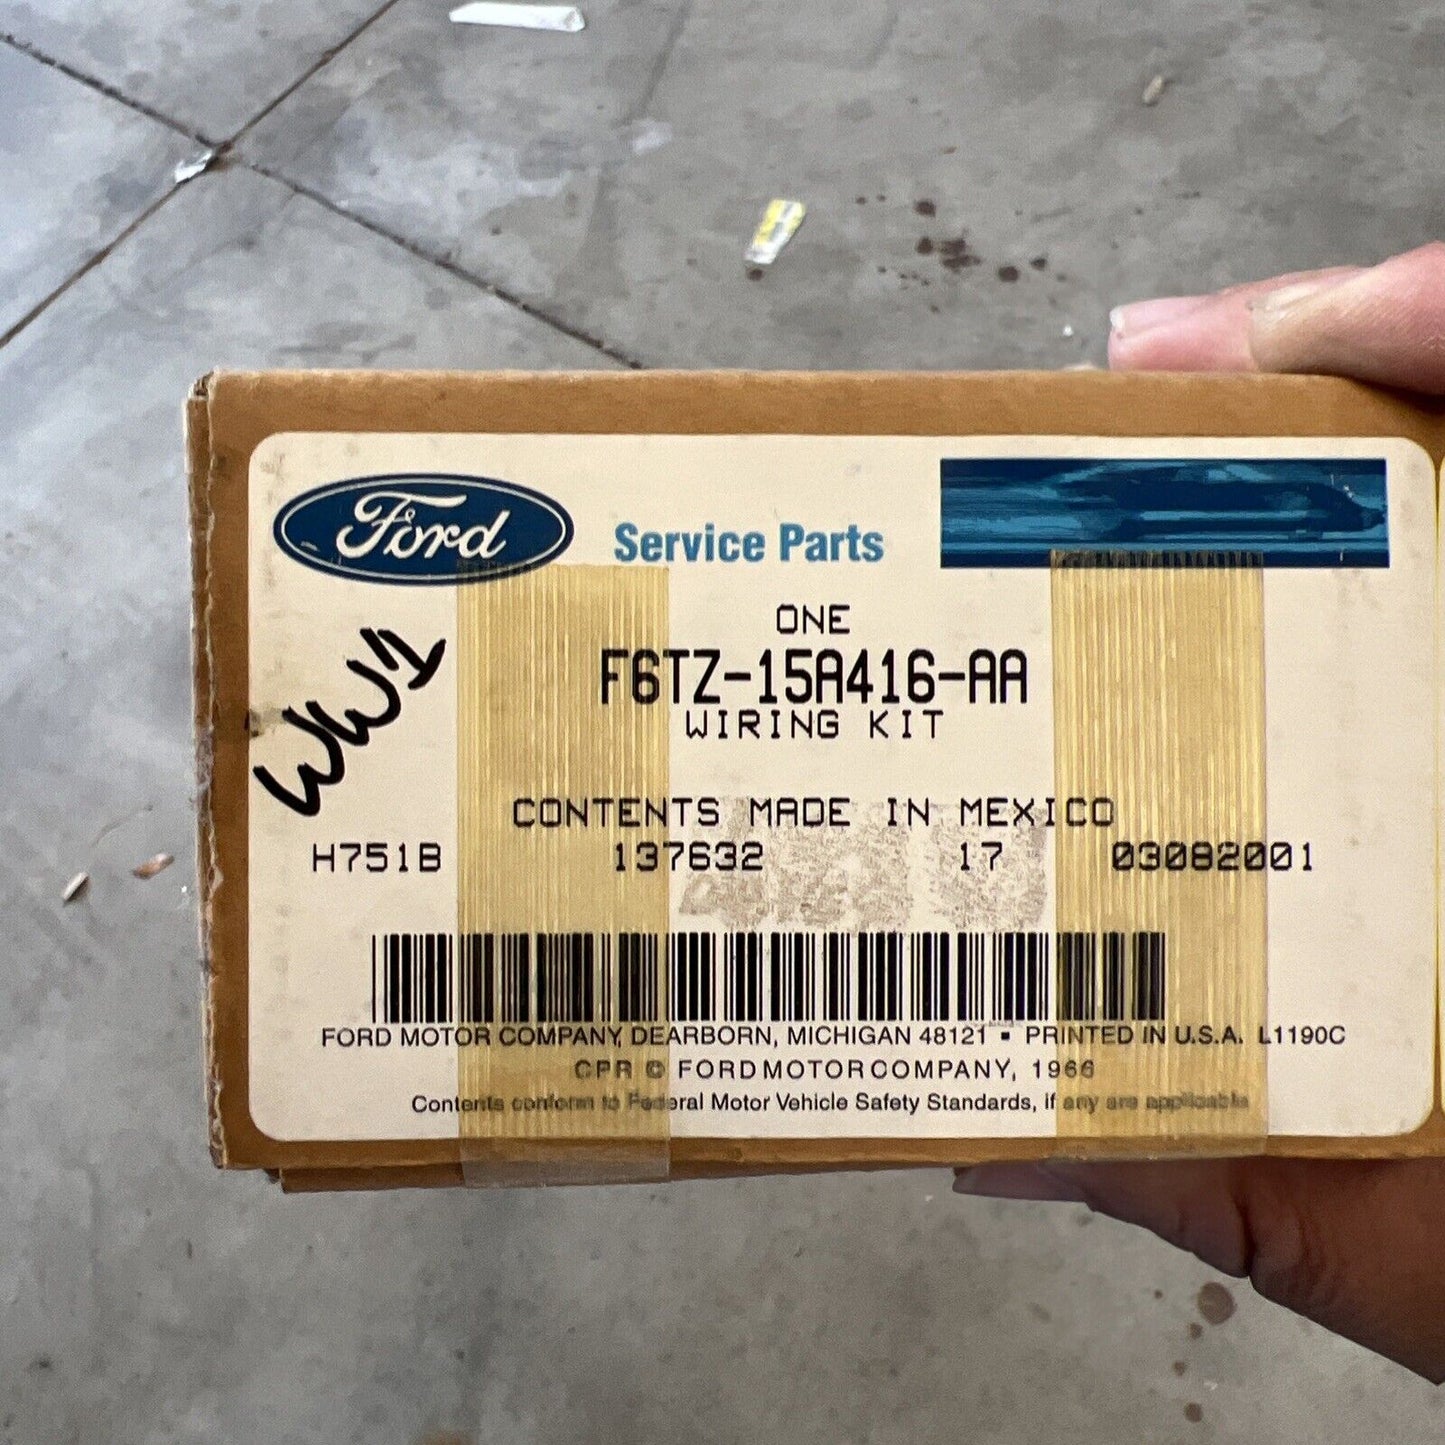 Ford Service Parts
ONE
F6TZ-15A416-AA
WIRING KIT
WW1
CONTENTS MADE IN MEXICO
H751B 137632 17 03082001
FORD MOTOR COMPANY, DEARBORN, MICHIGAN 48121 ▪ PRINTED IN U.S.A. L1190C
CPR © FORD MOTOR COMPANY, 1966
Contents conform to Federal Motor Vehicle Safety Standards, if any are applicable